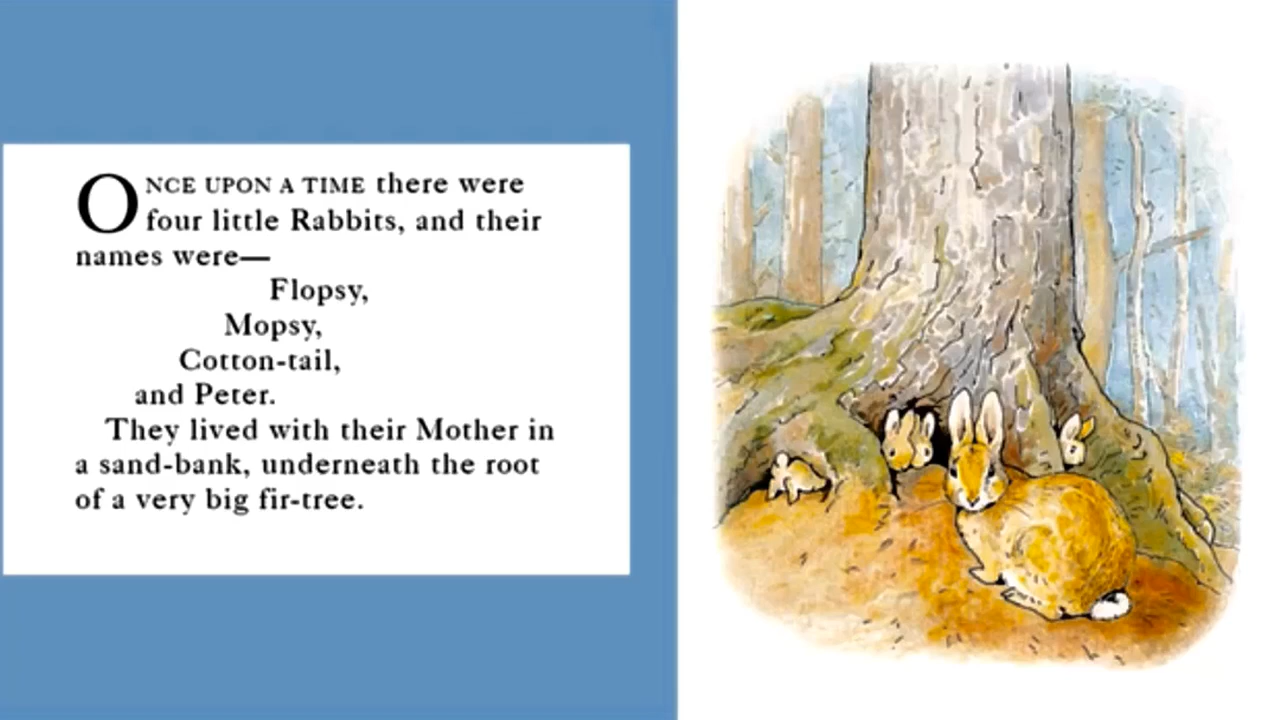 ONCE UPON A TIME there were
four little Rabbits, and their
names were—
Flopsy,
Mopsy,
Cotton-tail,
and Peter.
They lived with their Mother in
a sand-bank, underneath the root
of a very big fir-tree.